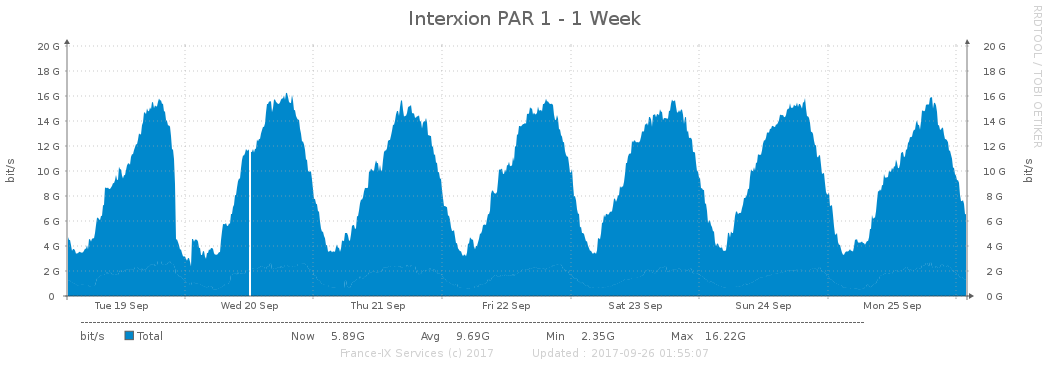 Interxion PAR 1 - 1 Week
RRDTOOL / TOBI OETIKER
20 G 20 G
18 G 18 G
16 G 16 G
14 G 14 G
12 G 12 G
10 G 10 G
8 G 8 G
6 G 6 G
4 G 4 G
2 G 2 G
0 0 G
bit/s bit/s
Tue 19 Sep Wed 20 Sep Thu 21 Sep Fri 22 Sep Sat 23 Sep Sun 24 Sep Mon 25 Sep
bit/s Total Now 5.89G Avg 9.69G Min 2.35G Max 16.22G
France-IX Services (c) 2017 Updated : 2017-09-26 01:55:07